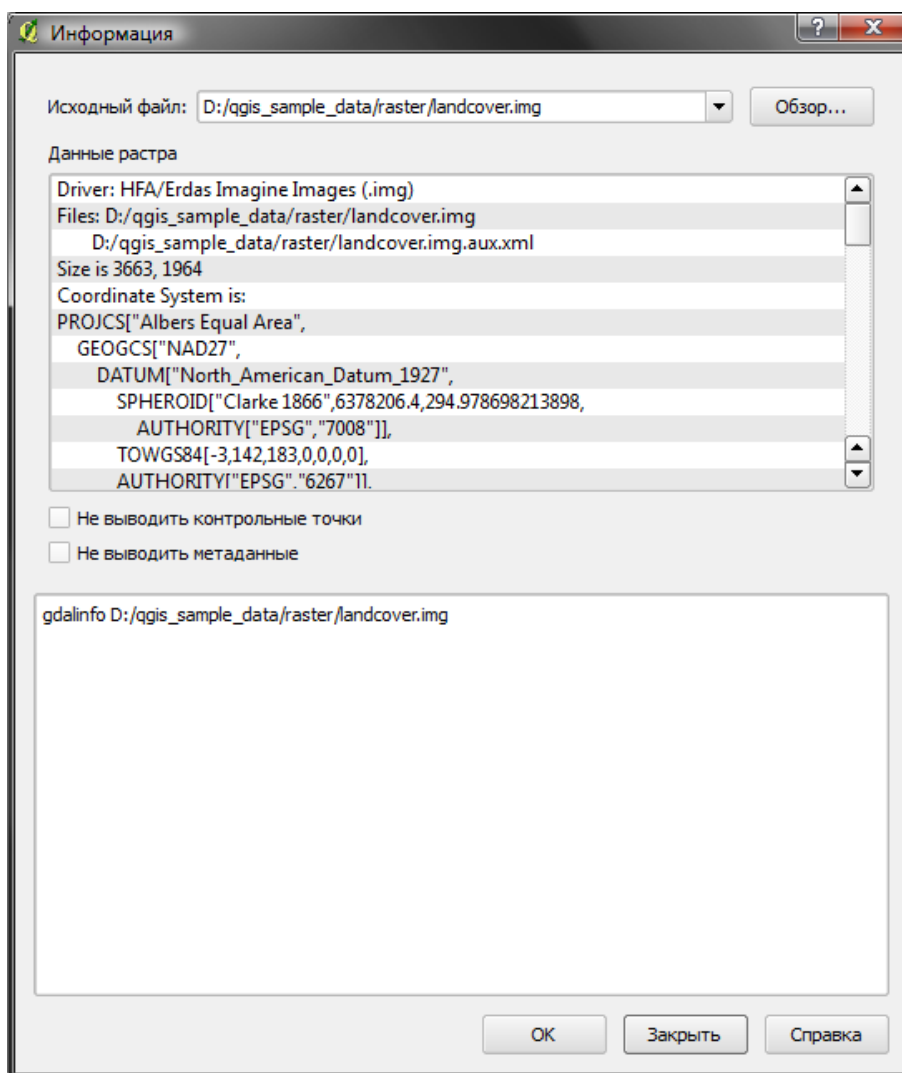 Информация
Исходный файл: D:/qgis_sample_data/raster/landcover.img Обзор...
Данные растра
Driver: HFA/Erdas Imagine Images (.img)
Files: D:/qgis_sample_data/raster/landcover.img
D:/qgis_sample_data/raster/landcover.img.aux.xml
Size is 3663, 1964
Coordinate System is:
PROJCS["Albers Equal Area",
GEOGCS["NAD27",
DATUM["North_American_Datum_1927",
SPHEROID["Clarke 1866",6378206.4,294.978698213898,
AUTHORITY["EPSG","7008"]],
TOWGS84[-3,142,183,0,0,0,0],
AUTHORITY["EPSG","6267"]],
Не выводить контрольные точки
Не выводить метаданные
gdalinfo D:/qgis_sample_data/raster/landcover.img
OK Закрыть Справка